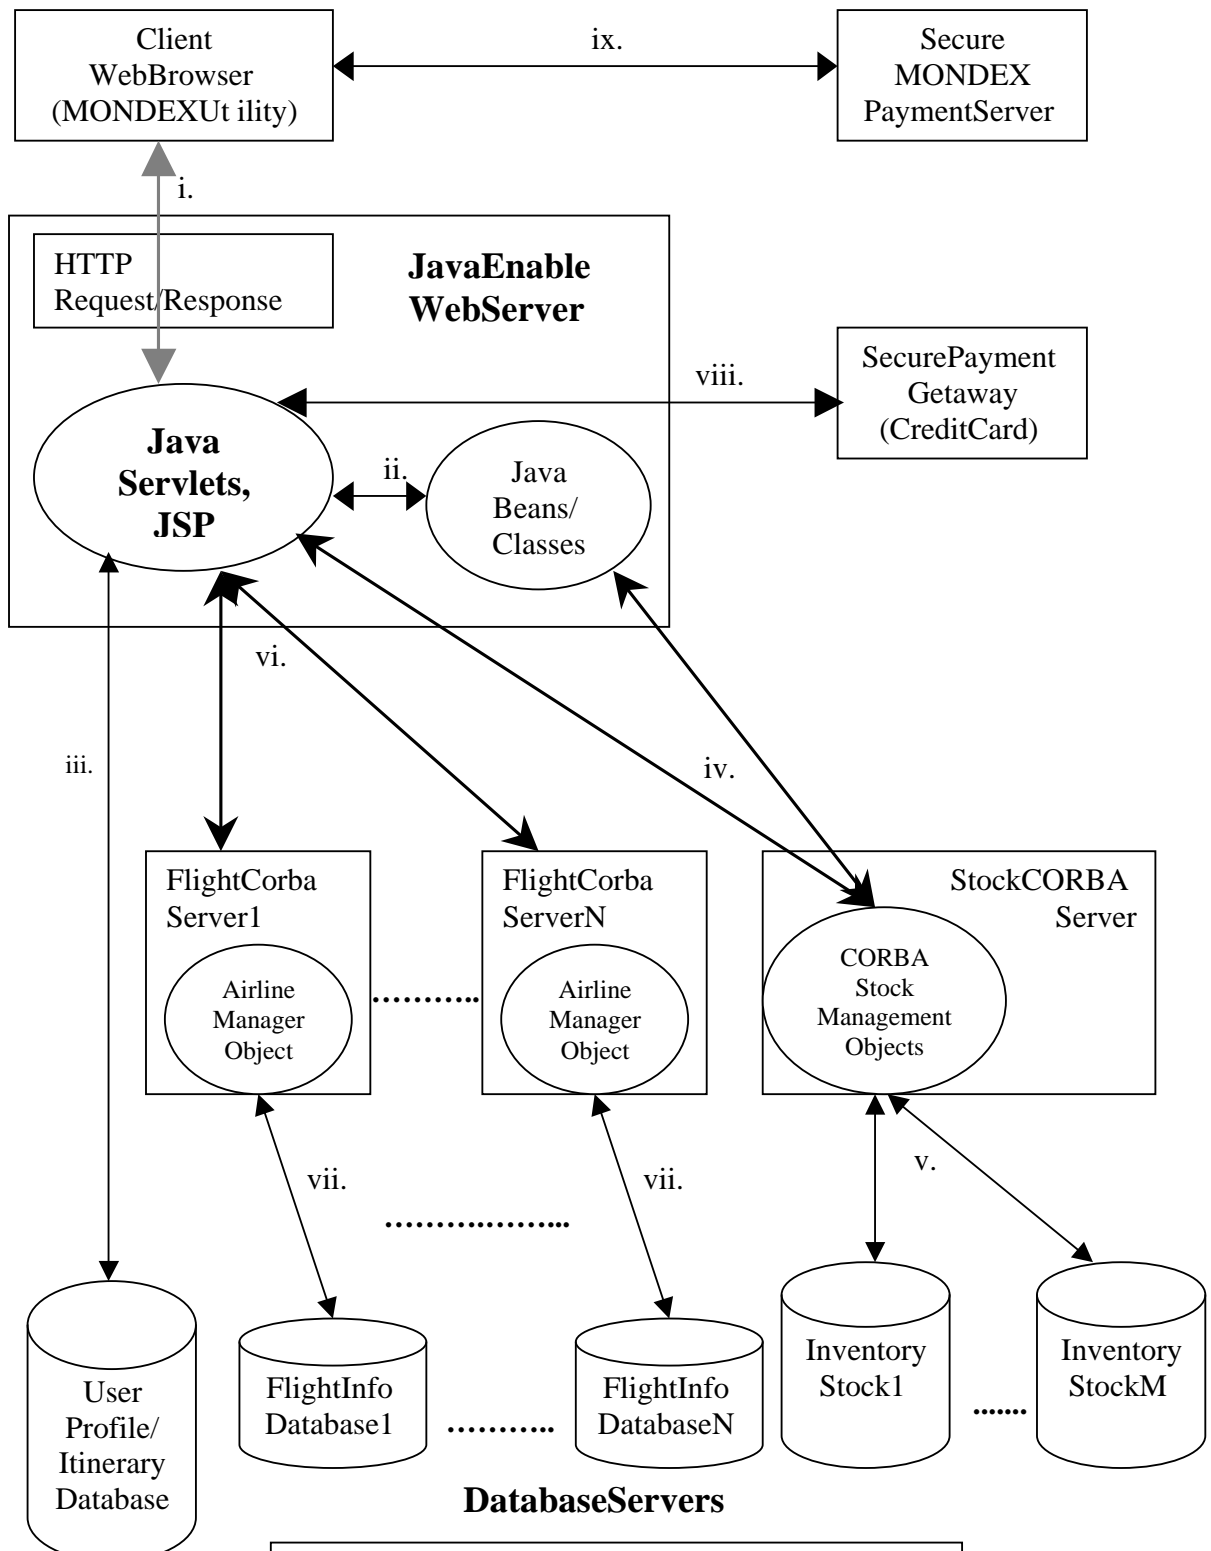 Client
WebBrowser
(MONDEXUt ility)
ix.
Secure
MONDEX
PaymentServer
i.
HTTP
Request/Response
JavaEnable
WebServer
viii.
SecurePayment
Getaway
(CreditCard)
Java
Servlets,
JSP
ii.
Java
Beans/
Classes
vi.
iii.
iv.
FlightCorba
Server1
Airline
Manager
Object
...........
FlightCorba
ServerN
Airline
Manager
Object
StockCORBA
Server
CORBA
Stock
Management
Objects
vii.
vii.
v.
..................
User
Profile/
Itinerary
Database
FlightInfo
Database1
...........
FlightInfo
DatabaseN
Inventory
Stock1
.......
Inventory
StockM
DatabaseServers